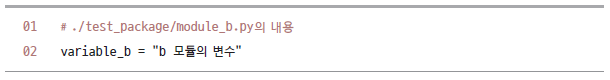 01 # ./test_package/module_b.py의 내용
02 variable_b = "b 모듈의 변수"